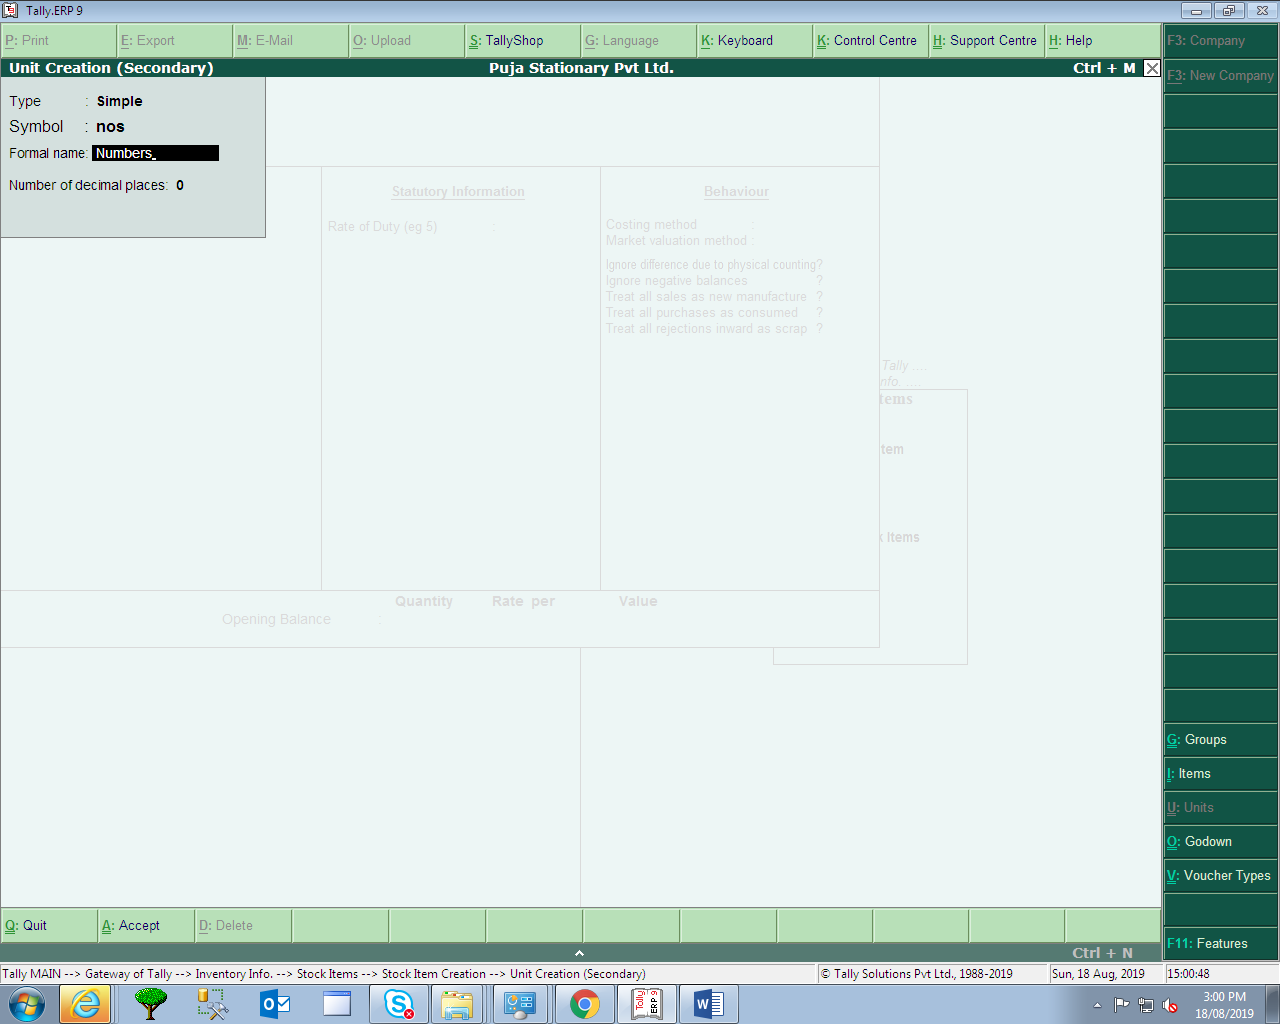 Tally.ERP 9
P: Print E: Export M: E-Mail O: Upload S: TallyShop G: Language K: Keyboard K: Control Centre H: Support Centre H: Help
F3: Company
Unit Creation (Secondary) Puja Stationary Pvt Ltd. Ctrl + M
F3: New Company
Type : Simple
Symbol : nos
Formal name: Numbers
Number of decimal places: 0
Statutory Information Behaviour
Rate of Duty (eg 5) : Costing method :
Market valuation method :
Ignore difference due to physical counting?
Ignore negative balances ?
Treat all sales as new manufacture ?
Treat all purchases as consumed ?
Treat all rejections inward as scrap ?
Tally ....
nfo. ....
tems
tem
k Items
Quantity Rate per Value
Opening Balance :
G: Groups
I: Items
U: Units
O: Godown
V: Voucher Types
F11: Features
Q: Quit A: Accept D: Delete
Ctrl + N
Tally MAIN --> Gateway of Tally --> Inventory Info. --> Stock Items --> Stock Item Creation --> Unit Creation (Secondary) © Tally Solutions Pvt Ltd., 1988-2019 Sun, 18 Aug, 2019 15:00:48
3:00 PM
18/08/2019